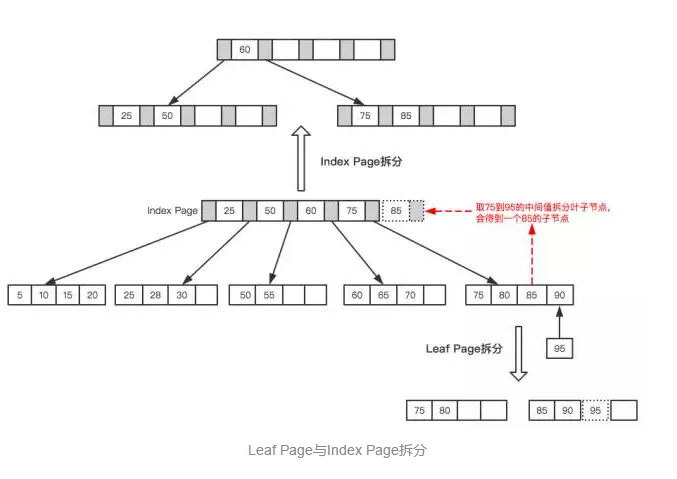 60
25 50
75 85
Index Page拆分
Index Page
25 50 60 75 85
取75到95的中间值拆分叶子节点,
会得到一个85的子节点
5 10 15 20
25 28 30
50 55
60 65 70
75 80 85 90
Leaf Page拆分
95
75 80
85 90 95
Leaf Page与Index Page拆分